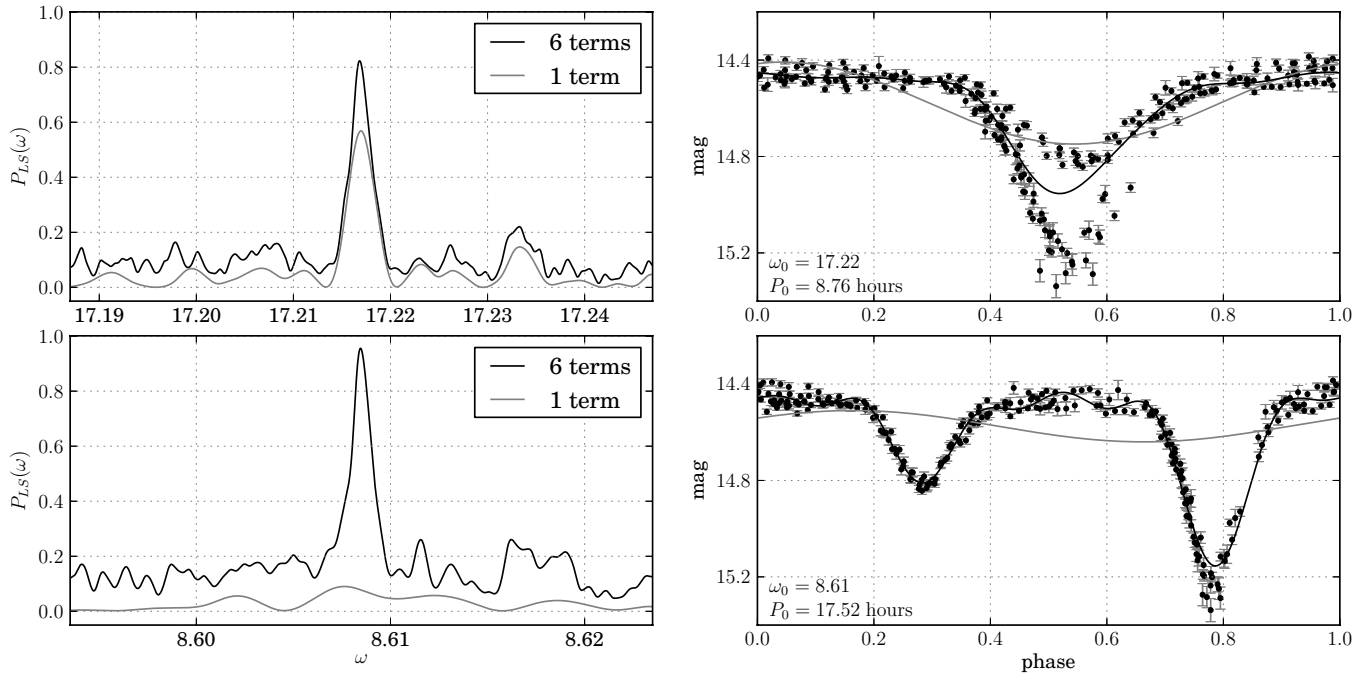 1.0
0.8
0.6
0.4
0.2
0.0
P_LS(ω)
6 terms
1 term
17.19 17.20 17.21 17.22 17.23 17.24
14.4
14.8
15.2
mag
ω0 = 17.22
P0 = 8.76 hours
0.0 0.2 0.4 0.6 0.8 1.0
1.0
0.8
0.6
0.4
0.2
0.0
P_LS(ω)
6 terms
1 term
8.60 8.61 8.62
ω
14.4
14.8
15.2
mag
ω0 = 8.61
P0 = 17.52 hours
0.0 0.2 0.4 0.6 0.8 1.0
phase